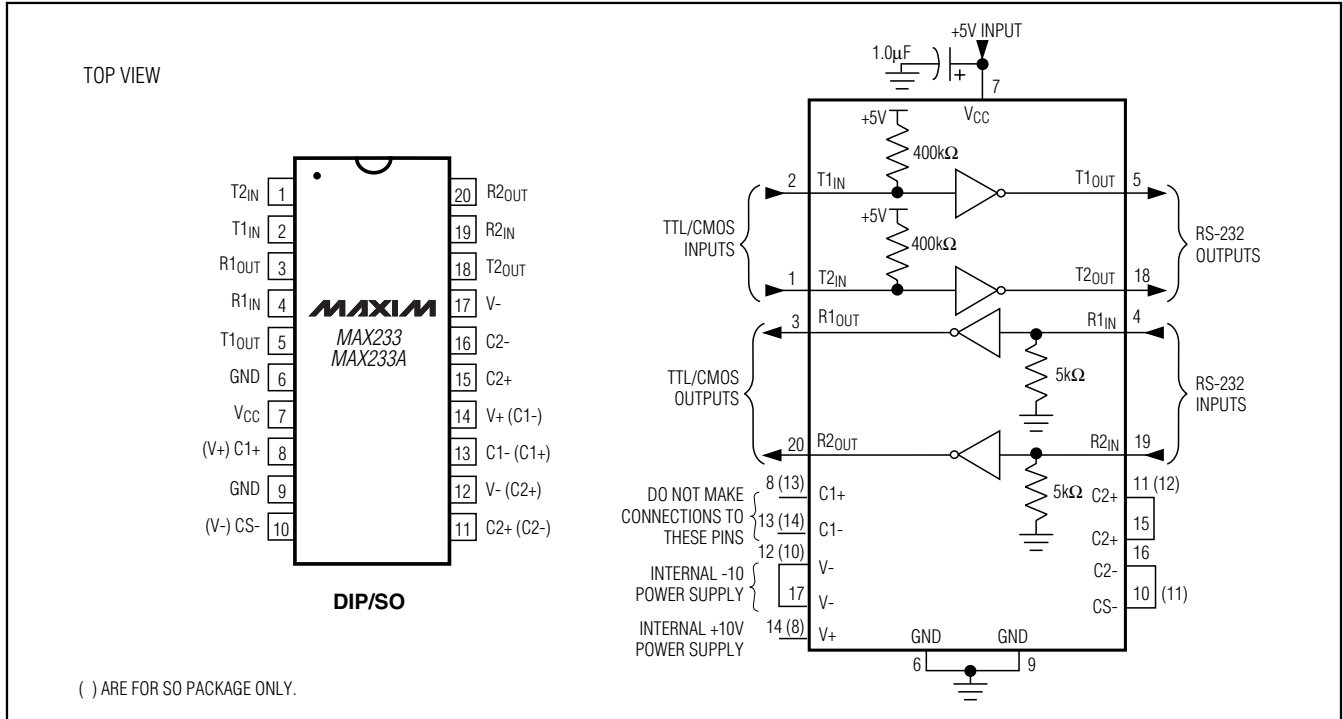 TOP VIEW
T2IN 1
T1IN 2
R1OUT 3
R1IN 4
T1OUT 5
GND 6
VCC 7
(V+) C1+ 8
GND 9
(V-) CS- 10
20 R2OUT
19 R2IN
18 T2OUT
17 V-
16 C2-
15 C2+
14 V+ (C1-)
13 C1- (C1+)
12 V- (C2+)
11 C2+ (C2-)
MAXIM
MAX233
MAX233A
DIP/SO
( ) ARE FOR SO PACKAGE ONLY.
+5V INPUT
1.0μF
+
7
VCC
+5V
400kΩ
2 T1IN
T1OUT 5
+5V
400kΩ
TTL/CMOS
INPUTS
RS-232
OUTPUTS
1 T2IN
T2OUT 18
3 R1OUT
R1IN 4
5kΩ
TTL/CMOS
OUTPUTS
RS-232
INPUTS
20 R2OUT
R2IN 19
5kΩ
DO NOT MAKE
CONNECTIONS TO
THESE PINS
8 (13) C1+
13 (14) C1-
INTERNAL -10
POWER SUPPLY
12 (10) V-
17 V-
INTERNAL +10V
POWER SUPPLY
14 (8) V+
C2+ 11 (12)
C2+ 15
C2- 16
CS- 10 (11)
GND GND
6 9